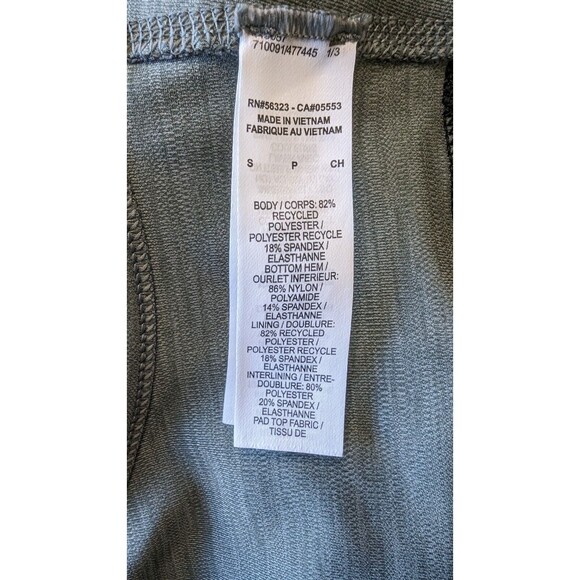 710091/477445 1/3
RN#56323 - CA#05553
MADE IN VIETNAM
FABRIQUE AU VIETNAM
S P CH
BODY / CORPS: 82%
RECYCLED
POLYESTER /
POLYESTER RECYCLE
18% SPANDEX /
ELASTHANNE
BOTTOM HEM /
OURLET INFERIEUR:
86% NYLON /
POLYAMIDE
14% SPANDEX /
ELASTHANNE
LINING / DOUBLURE:
82% RECYCLED
POLYESTER /
POLYESTER RECYCLE
18% SPANDEX /
ELASTHANNE
INTERLINING / ENTRE-
DOUBLURE: 80%
POLYESTER
20% SPANDEX /
ELASTHANNE
PAD TOP FABRIC /
TISSU DE